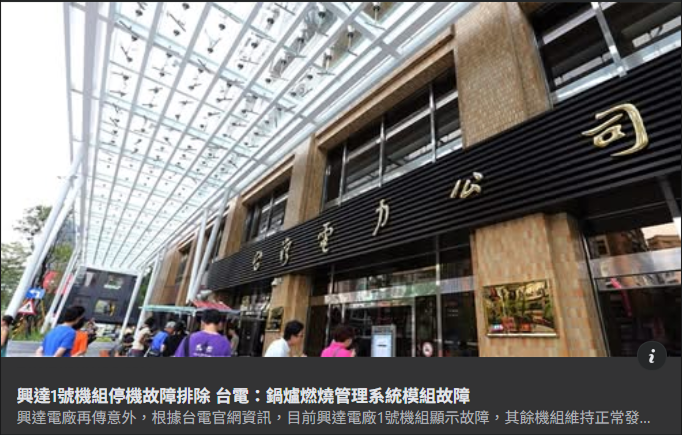 台灣電力公司
興達1號機組停機故障排除 台電：鍋爐燃燒管理系統模組故障
興達電廠再傳意外，根據台電官網資訊，目前興達電廠1號機組顯示故障，其餘機組維持正常發...